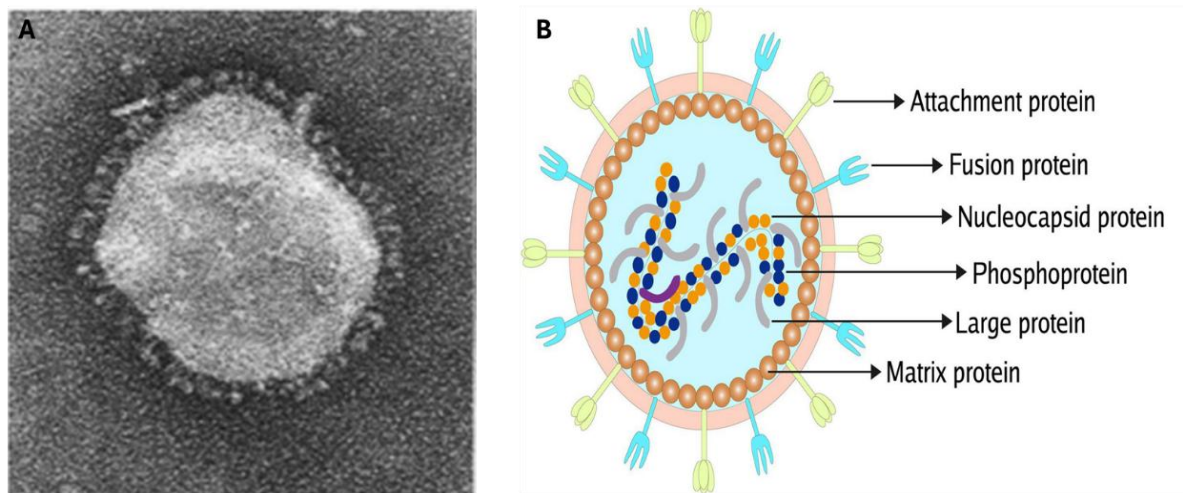 A
B
Attachment protein
Fusion protein
Nucleocapsid protein
Phosphoprotein
Large protein
Matrix protein